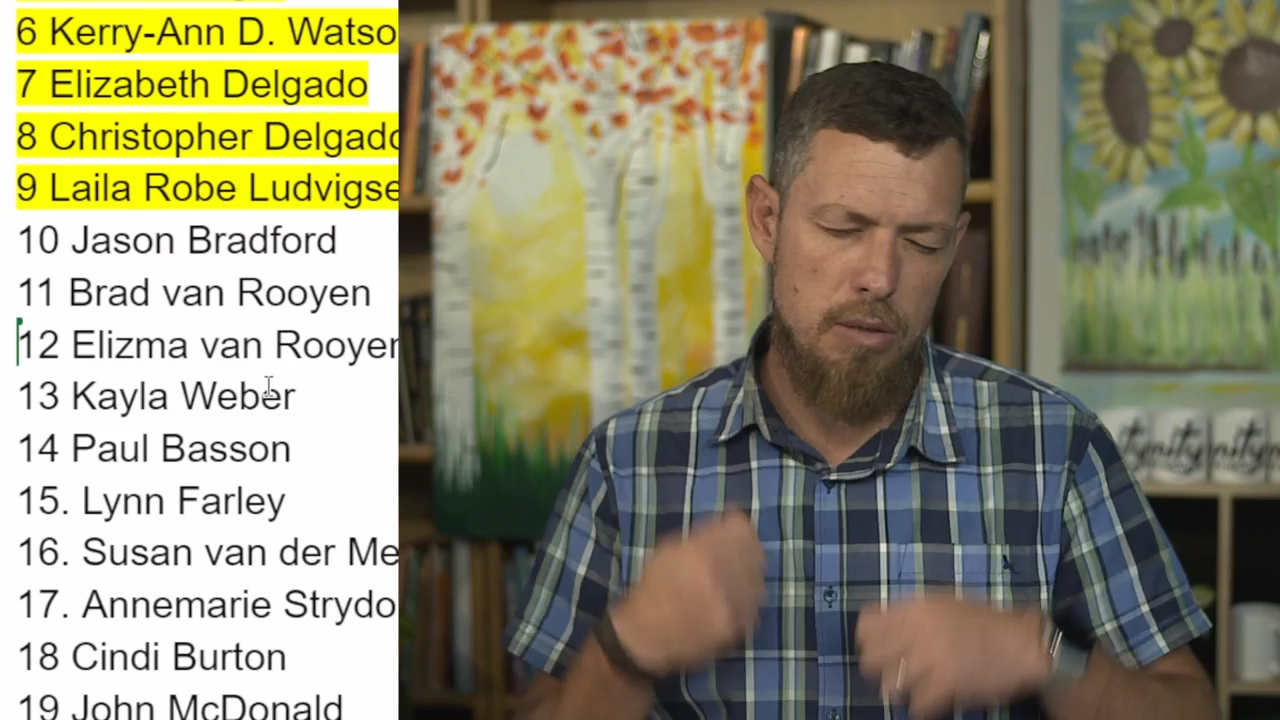 6 Kerry-Ann D. Watso
7 Elizabeth Delgado
8 Christopher Delgado
9 Laila Robe Ludvigse
10 Jason Bradford
11 Brad van Rooyen
12 Elizma van Rooyen
13 Kayla Weber
14 Paul Basson
15. Lynn Farley
16. Susan van der Me
17. Annemarie Strydo
18 Cindi Burton
19 John McDonald